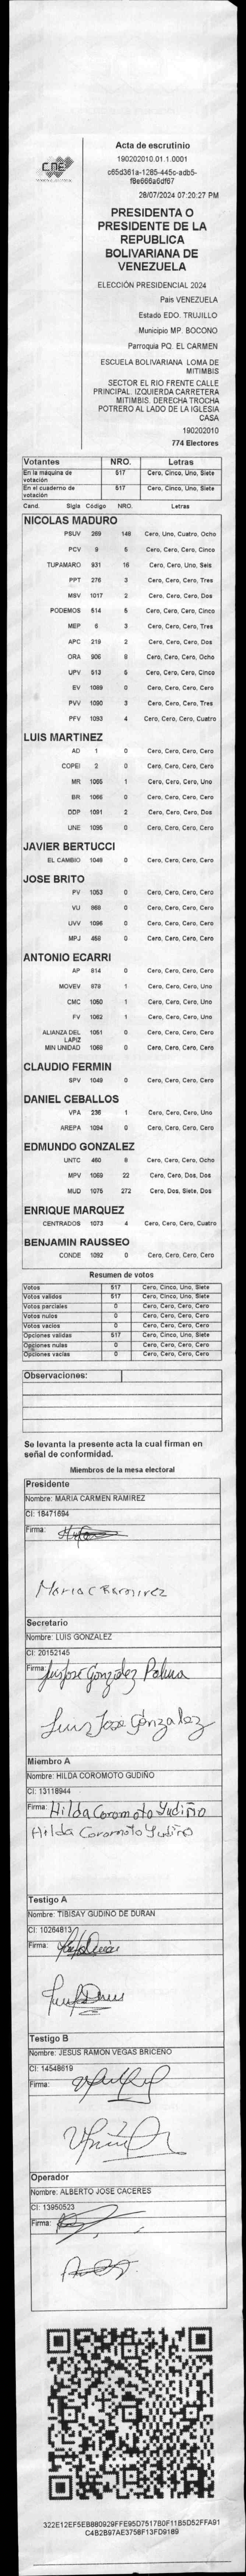 CNE
Acta de escrutinio
190202010.01.1.0001
c65d361a-1285-445c-adb5-
f8e666a6df67
28/07/2024 07:20:27 PM
PRESIDENTA O
PRESIDENTE DE LA
REPUBLICA
BOLIVARIANA DE
VENEZUELA
ELECCIÓN PRESIDENCIAL 2024
Pais VENEZUELA
Estado EDO. TRUJILLO
Municipio MP. BOCONO
Parroquia PQ. EL CARMEN
ESCUELA BOLIVARIANA LOMA DE
MITIMBIS
SECTOR EL RIO FRENTE CALLE
PRINCIPAL. IZQUIERDA CARRETERA
MITIMBIS. DERECHA TROCHA
POTRERO AL LADO DE LA IGLESIA
CASA
190202010
774 Electores
Votantes NRO. Letras
En la máquina de votación 517 Cero, Cinco, Uno, Siete
En el cuaderno de votación 517 Cero, Cinco, Uno, Siete
Cand. Sigls Código NRO. Letras
NICOLAS MADURO
PSUV 269 148 Cero, Uno, Cuatro, Ocho
PCV 9 5 Cero, Cero, Cero, Cinco
TUPAMARO 931 16 Cero, Cero, Uno, Seis
PPT 276 3 Cero, Cero, Cero, Tres
MSV 1017 2 Cero, Cero, Cero, Dos
PODEMOS 514 5 Cero, Cero, Cero, Cinco
MEP 6 3 Cero, Cero, Cero, Tres
APC 219 2 Cero, Cero, Cero, Dos
ORA 906 8 Cero, Cero, Cero, Ocho
UPV 513 5 Cero, Cero, Cero, Cinco
EV 1089 0 Cero, Cero, Cero, Cero
PVV 1090 3 Cero, Cero, Cero, Tres
PFV 1093 4 Cero, Cero, Cero, Cuatro
LUIS MARTINEZ
AD 1 0 Cero, Cero, Cero, Cero
COPEI 2 0 Cero, Cero, Cero, Cero
MR 1065 1 Cero, Cero, Cero, Uno
BR 1066 0 Cero, Cero, Cero, Cero
DDP 1091 2 Cero, Cero, Cero, Dos
UNE 1095 0 Cero, Cero, Cero, Cero
JAVIER BERTUCCI
EL CAMBIO 1048 0 Cero, Cero, Cero, Cero
JOSE BRITO
PV 1053 0 Cero, Cero, Cero, Cero
VU 868 0 Cero, Cero, Cero, Cero
UVV 1096 0 Cero, Cero, Cero, Cero
MPJ 458 0 Cero, Cero, Cero, Cero
ANTONIO ECARRI
AP 814 0 Cero, Cero, Cero, Cero
MOVEV 878 1 Cero, Cero, Cero, Uno
CMC 1050 1 Cero, Cero, Cero, Uno
FV 1062 1 Cero, Cero, Cero, Uno
ALIANZA DEL LAPIZ 1051 0 Cero, Cero, Cero, Cero
MIN UNIDAD 1068 0 Cero, Cero, Cero, Cero
CLAUDIO FERMIN
SPV 1049 0 Cero, Cero, Cero, Cero
DANIEL CEBALLOS
VPA 236 1 Cero, Cero, Cero, Uno
AREPA 1094 0 Cero, Cero, Cero, Cero
EDMUNDO GONZALEZ
UNTC 460 8 Cero, Cero, Cero, Ocho
MPV 1069 22 Cero, Cero, Dos, Dos
MUD 1075 272 Cero, Dos, Siete, Dos
ENRIQUE MARQUEZ
CENTRADOS 1073 4 Cero, Cero, Cero, Cuatro
BENJAMIN RAUSSEO
CONDE 1092 0 Cero, Cero, Cero, Cero
Resumen de votos
Votos 517 Cero, Cinco, Uno, Siete
Votos validos 517 Cero, Cinco, Uno, Siete
Votos parciales 0 Cero, Cero, Cero, Cero
Votos nulos 0 Cero, Cero, Cero, Cero
Votos vacios 0 Cero, Cero, Cero, Cero
Opciones validas 517 Cero, Cinco, Uno, Siete
Opciones nulas 0 Cero, Cero, Cero, Cero
Opciones vacias 0 Cero, Cero, Cero, Cero
Observaciones:
Se levanta la presente acta la cual firman en
señal de conformidad.
Miembros de la mesa electoral
Presidente
Nombre: MARIA CARMEN RAMIREZ
CI: 18471694
Firma:
Maria C Ramirez
Secretario
Nombre: LUIS GONZALEZ
CI: 20152145
Firma: Luis Jose Gonzalez Palma
Luis Jose Gonzalez
Miembro A
Nombre: HILDA COROMOTO GUDIÑO
CI: 13118944
Firma: Hilda Coromoto Gudiño
Hilda Coromoto Gudiño
Testigo A
Nombre: TIBISAY GUDIÑO DE DURAN
CI: 10264813
Firma:
Testigo B
Nombre: JESUS RAMON VEGAS BRICENO
CI: 14548619
Firma:
Operador
Nombre: ALBERTO JOSE CACERES
CI: 13950523
Firma:
322E12EF5EB880929FFE95D7517B0F11B5D52FFA91
C4B2B97AE3758F13FD9189